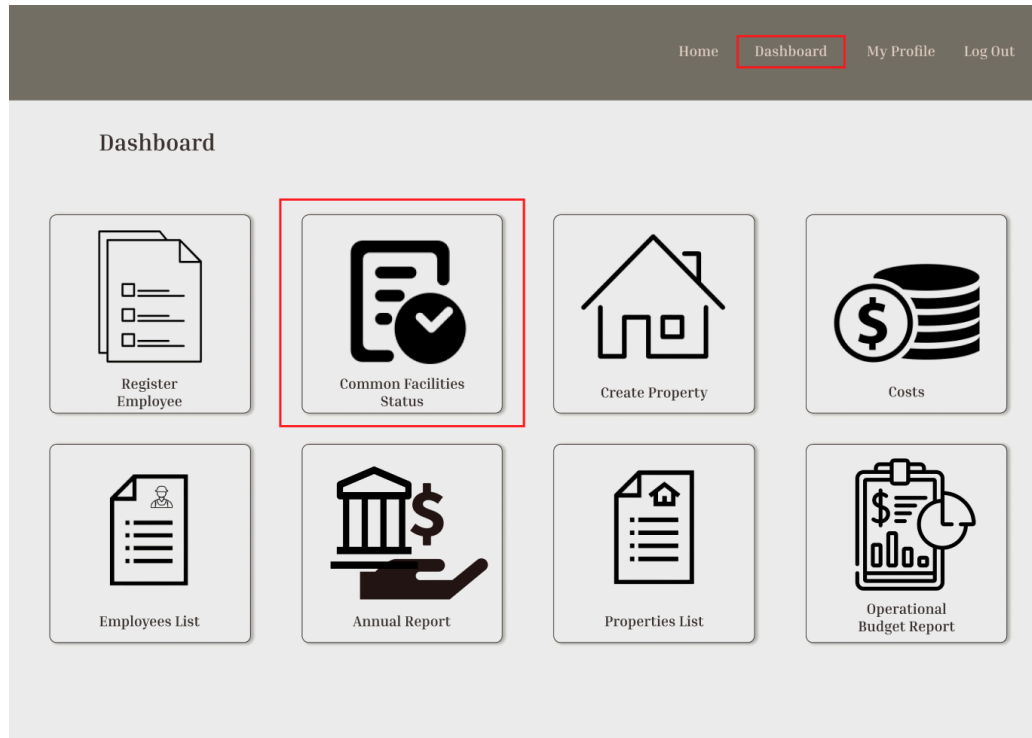 Home Dashboard My Profile Log Out
Dashboard
Register
Employee
Common Facilities
Status
Create Property
Costs
Employees List
Annual Report
Properties List
Operational
Budget Report